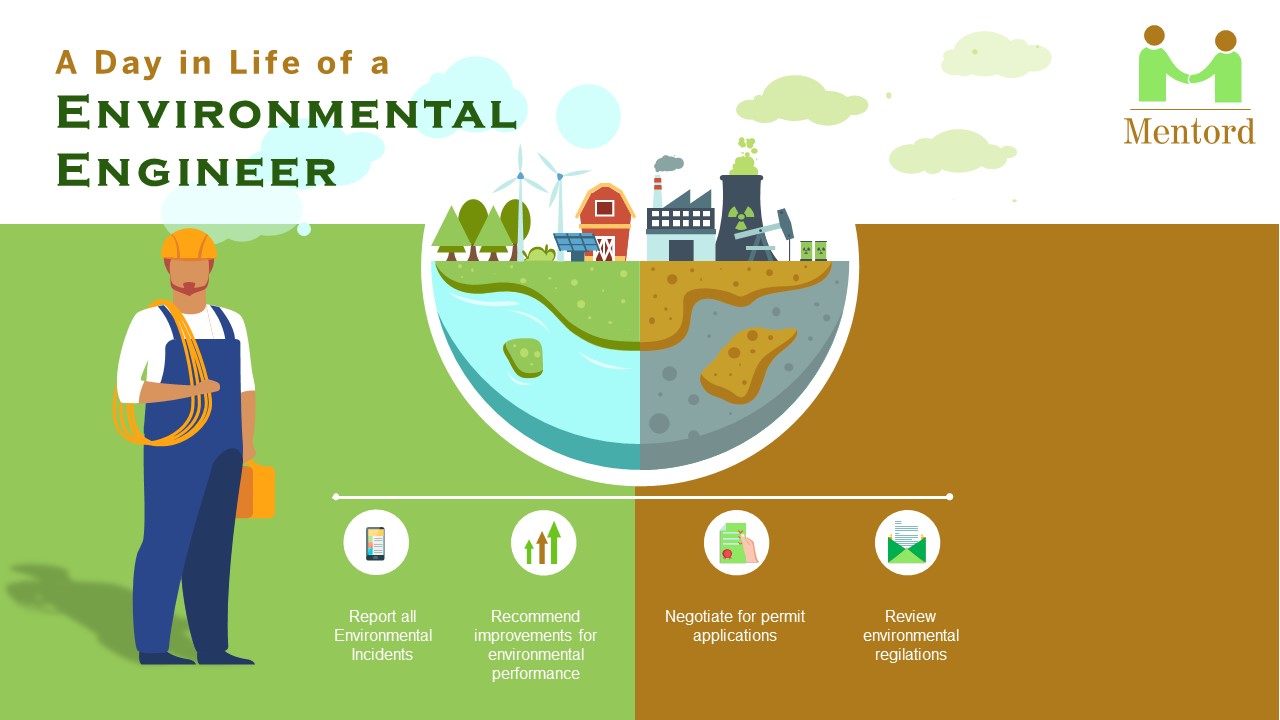 A Day in Life of a
ENVIRONMENTAL
ENGINEER
Mentord
Report all
Environmental
Incidents
Recommend
improvements for
environmental
performance
Negotiate for permit
applications
Review
environmental
regilations